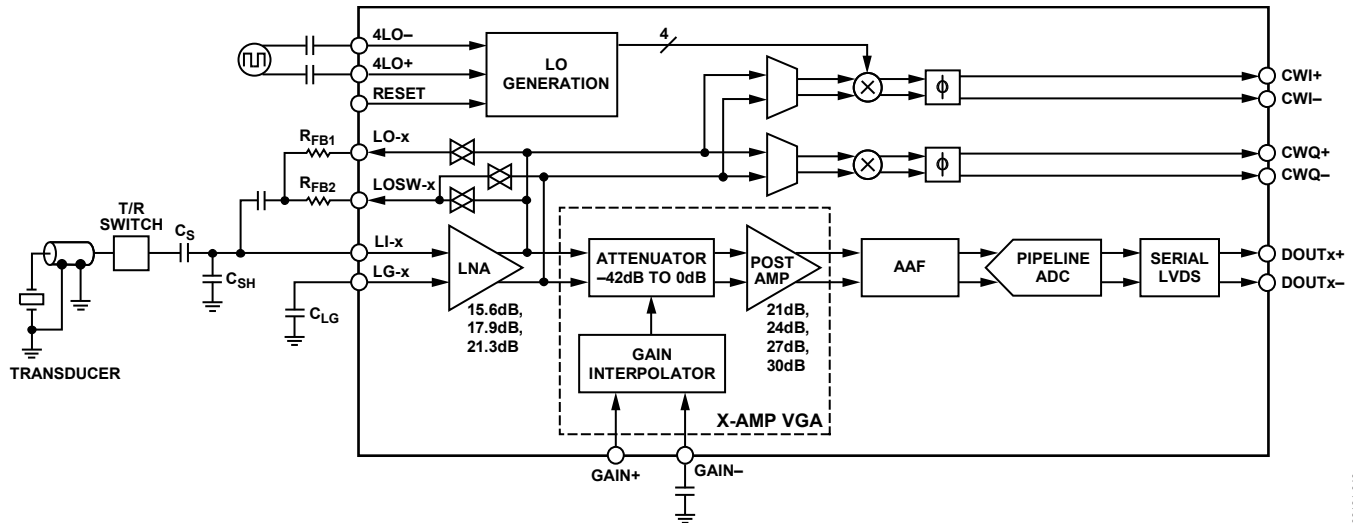 4LO–
4LO+
RESET
LO
GENERATION
4
CWI+
CWI–
R_FB1
LO-x
R_FB2
LOSW-x
ϕ
ϕ
CWQ+
CWQ–
T/R
SWITCH
C_S
C_SH
LI-x
LG-x
C_LG
LNA
15.6dB,
17.9dB,
21.3dB
ATTENUATOR
–42dB TO 0dB
POST
AMP
21dB,
24dB,
27dB,
30dB
GAIN
INTERPOLATOR
X-AMP VGA
AAF
PIPELINE
ADC
SERIAL
LVDS
DOUTx+
DOUTx–
TRANSDUCER
GAIN+
GAIN–